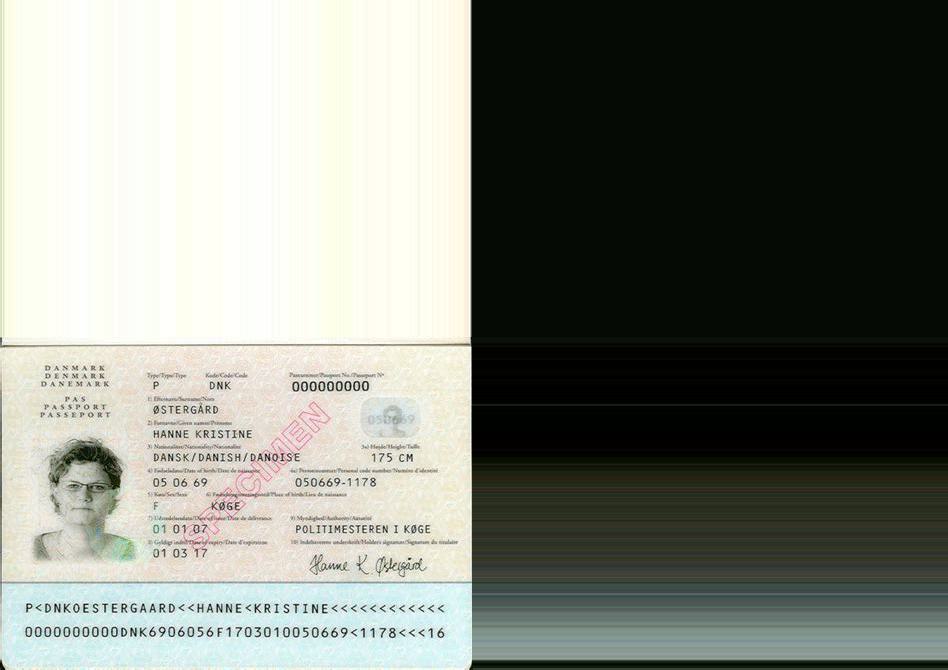 DANMARK
DENMARK
DANEMARK
PAS
PASSPORT
PASSEPORT
Type/Type/Type Kode/Code/Code Pasnummer/Passport No./Passeport N°
P DNK 000000000
1) Efternavn/Surname/Nom
ØSTERGÅRD
2) Fornavne/Given names/Prénoms
HANNE KRISTINE
3) Nationalitet/Nationality/Nationalité 3a) Højde/Height/Taille
DANSK/DANISH/DANOISE 175 CM
4) Fødselsdato/Date of birth/Date de naissance 4a) Personnummer/Personal code number/Numéro d'identité
05 06 69 050669-1178
5) Køn/Sex/Sexe 6) Fødselsregistreringssted/Place of birth/Lieu de naissance
F KØGE
7) Udstedelsesdato/Date of issue/Date de délivrance 9) Myndighed/Authority/Autorité
01 01 07 POLITIMESTEREN I KØGE
8) Gyldigt indtil/Date of expiry/Date d'expiration 10) Indehaverens underskrift/Holder's signature/Signature du titulaire
01 03 17
Hanne K Østergård
SPECIMEN
050669
P<DNKOESTERGAARD<<HANNE<KRISTINE<<<<<<<<<<<<
0000000000DNK6906056F1703010050669<1178<<<16